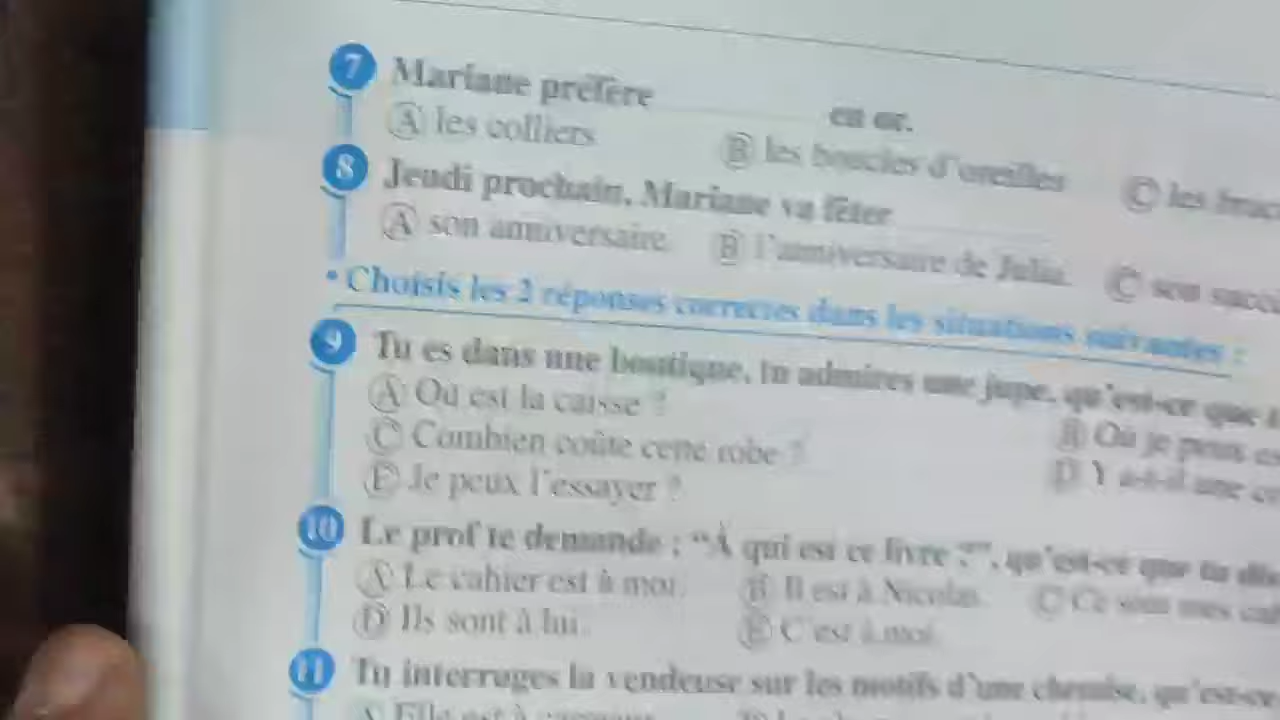 7 Mariane préfère ________ en or.
A les colliers B les boucles d'oreilles C les
8 Jeudi prochain, Mariane va fêter ________
A son anniversaire. B l'anniversaire de Julia. C son
• Choisis les 2 réponses correctes dans les situations suivantes :
9 Tu es dans une boutique, tu admires une jupe, qu'est-ce que
A Où est la caisse ? B Où je peux
C Combien coûte cette robe ? D Y a-t-il une
E Je peux l'essayer ?
10 Le prof te demande : "À qui est ce livre ?", qu'est-ce que tu
A Le cahier est à moi. B Il est à Nicolas. C Ce sont mes
D Ils sont à lui. E C'est à moi.
11 Tu interroges la vendeuse sur les motifs d'une chemise, qu'est-ce
A Elle est à